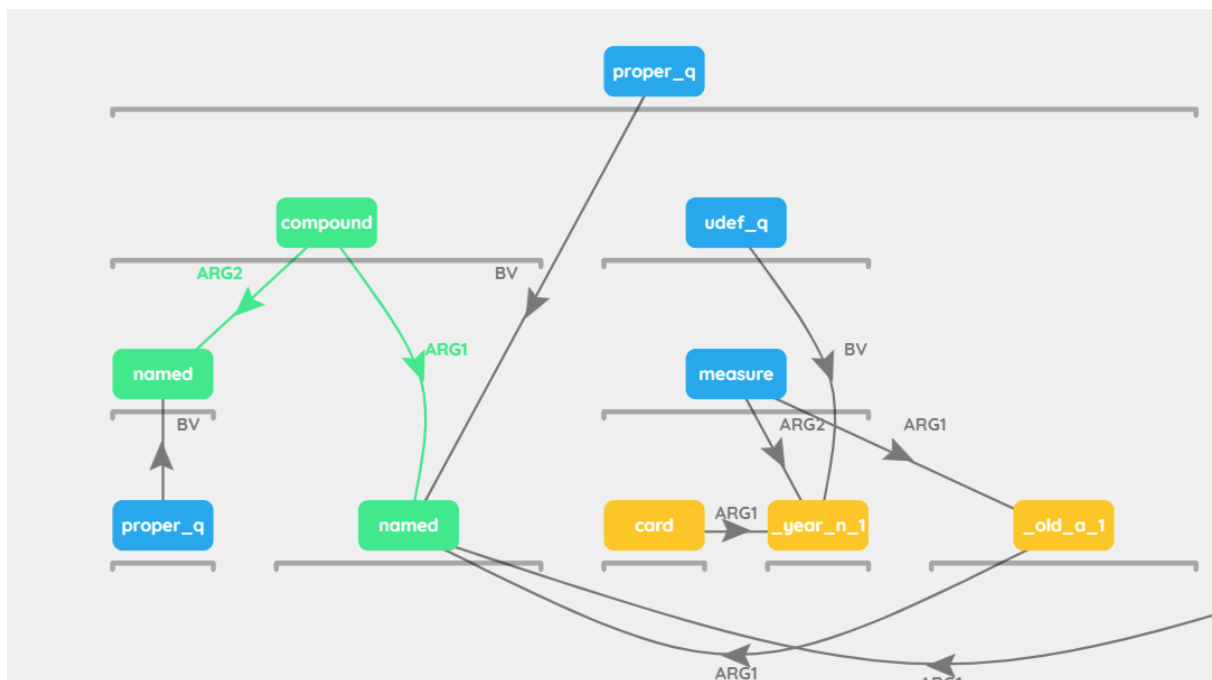 proper_q
compound
udef_q
ARG2
BV
ARG1
BV
named
measure
BV
ARG2
ARG1
proper_q
named
card
ARG1
_year_n_1
_old_a_1
ARG1
ARG1